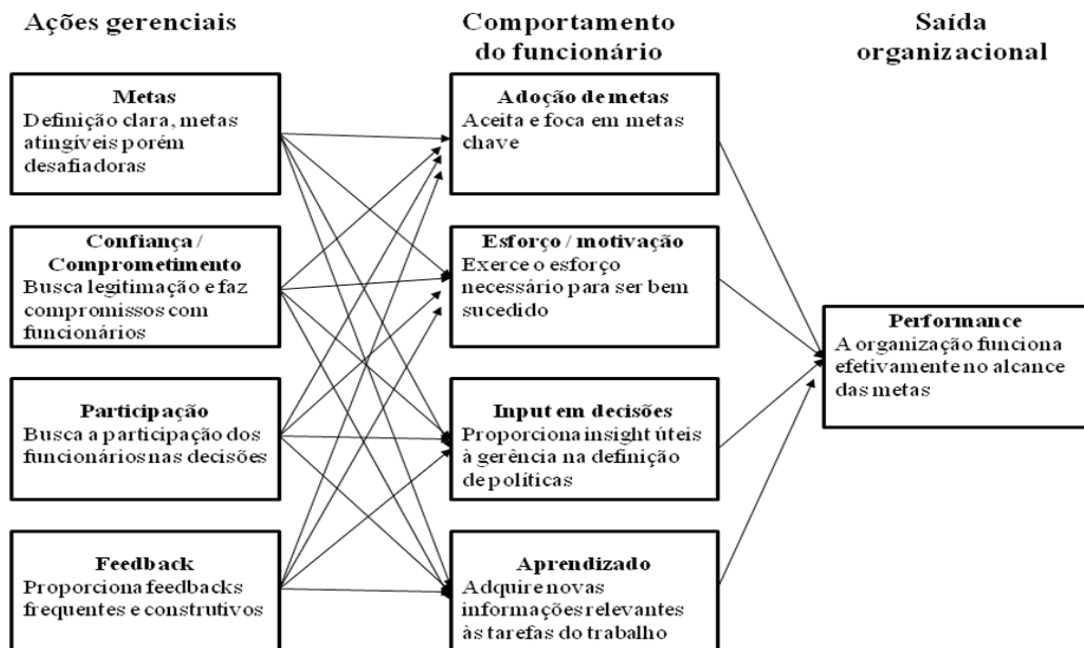 Ações gerenciais
Comportamento
do funcionário
Saída
organizacional
Metas
Definição clara, metas
atingíveis porém
desafiadoras
Confiança /
Comprometimento
Busca legitimação e faz
compromissos com
funcionários
Participação
Busca a participação dos
funcionários nas decisões
Feedback
Proporciona feedbacks
frequentes e construtivos
Adoção de metas
Aceita e foca em metas
chave
Esforço / motivação
Exerce o esforço
necessário para ser bem
sucedido
Input em decisões
Proporciona insight úteis
à gerência na definição
de políticas
Aprendizado
Adquire novas
informações relevantes
às tarefas do trabalho
Performance
A organização funciona
efetivamente no alcance
das metas